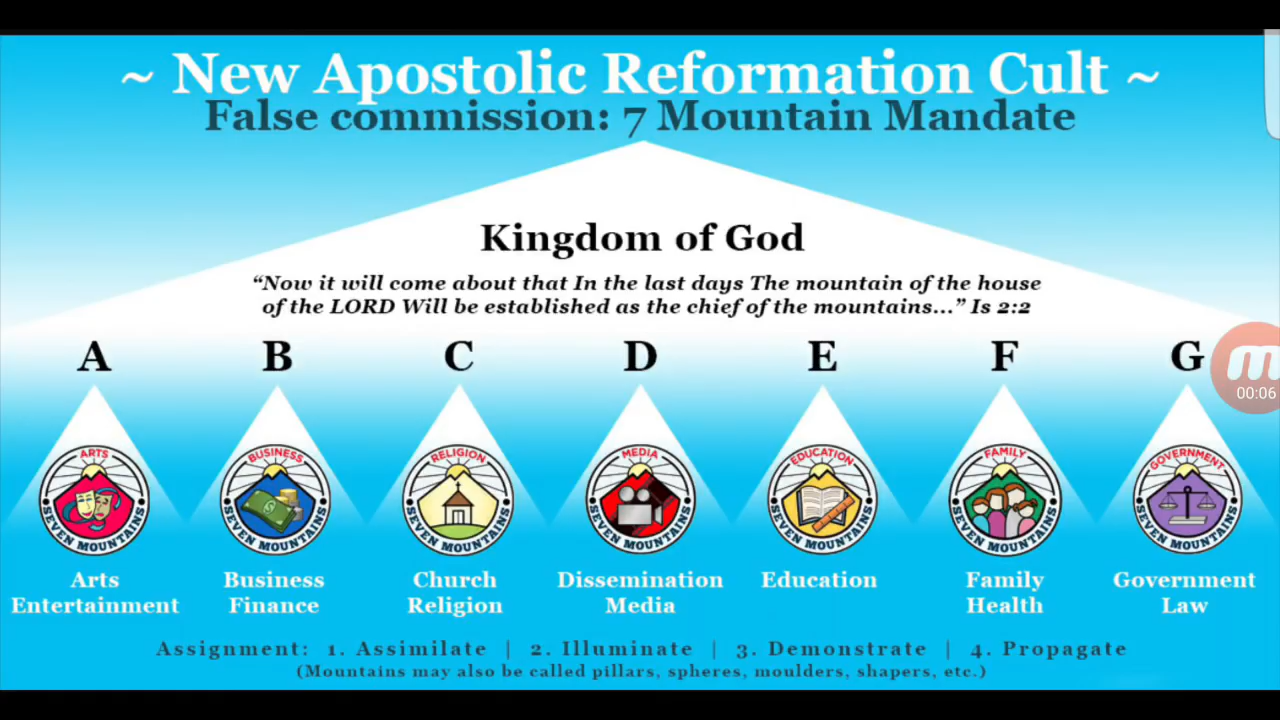 ~ New Apostolic Reformation Cult ~
False commission: 7 Mountain Mandate
Kingdom of God
“Now it will come about that In the last days The mountain of the house
of the LORD Will be established as the chief of the mountains...” Is 2:2
A B C D E F G
ARTS SEVEN MOUNTAINS
BUSINESS SEVEN MOUNTAINS
RELIGION SEVEN MOUNTAINS
MEDIA SEVEN MOUNTAINS
EDUCATION SEVEN MOUNTAINS
FAMILY SEVEN MOUNTAINS
GOVERNMENT SEVEN MOUNTAINS
Arts Business Church Dissemination Education Family Government
Entertainment Finance Religion Media Health Law
Assignment: 1. Assimilate | 2. Illuminate | 3. Demonstrate | 4. Propagate
(Mountains may also be called pillars, spheres, moulders, shapers, etc.)
00:06